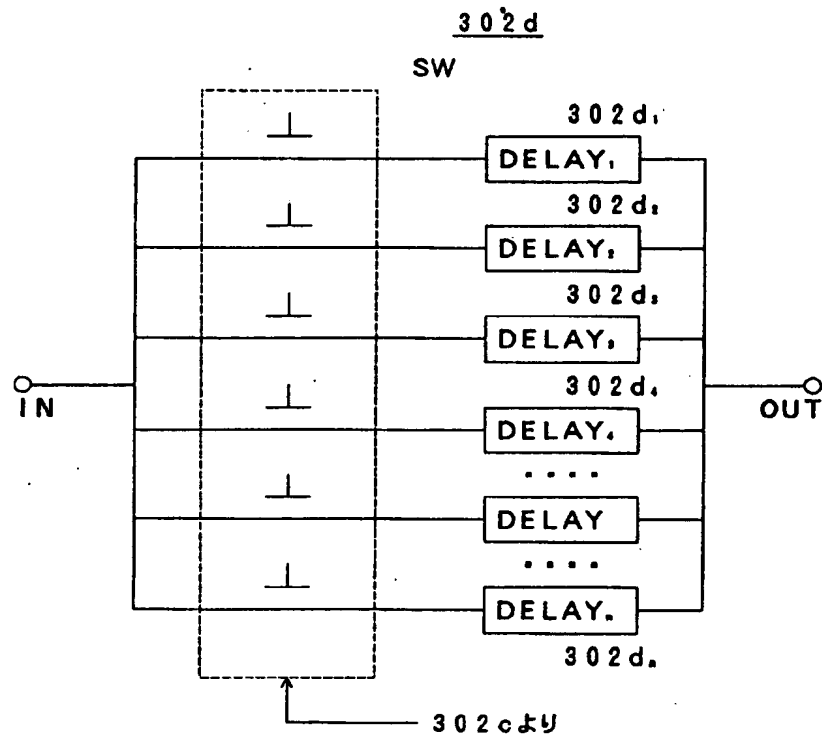 302d
SW
302d₁
DELAY₁
302d₂
DELAY₂
302d₃
DELAY₃
302d₄
IN
OUT
DELAY₄
・・・・
DELAY
・・・・
DELAYₙ
302dₙ
302cより